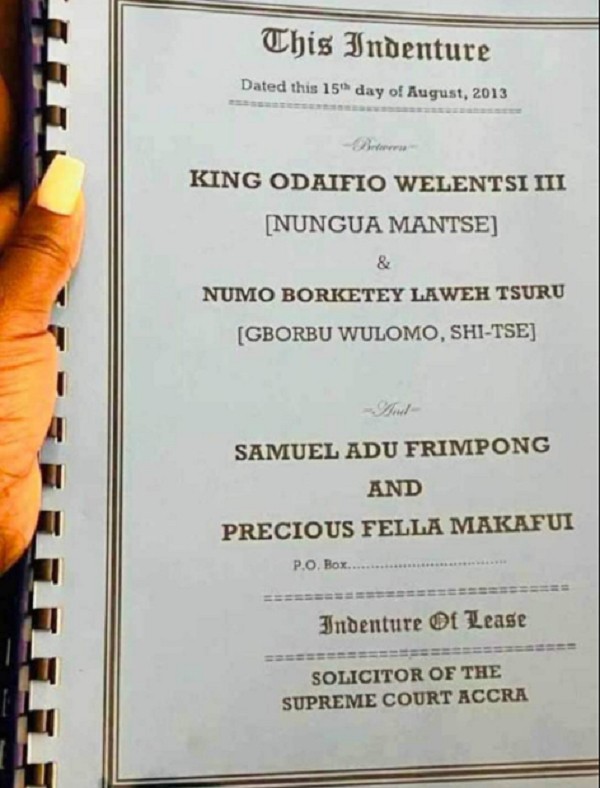 This Indenture
Dated this 15th day of August, 2013
=Between=
KING ODAIFIO WELENTSI III
[NUNGUA MANTSE]
&
NUMO BORKETEY LAWEH TSURU
[GBORBU WULOMO, SHI-TSE]
=And=
SAMUEL ADU FRIMPONG
AND
PRECIOUS FELLA MAKAFUI
P.O. Box....................................
Indenture Of Lease
SOLICITOR OF THE
SUPREME COURT ACCRA